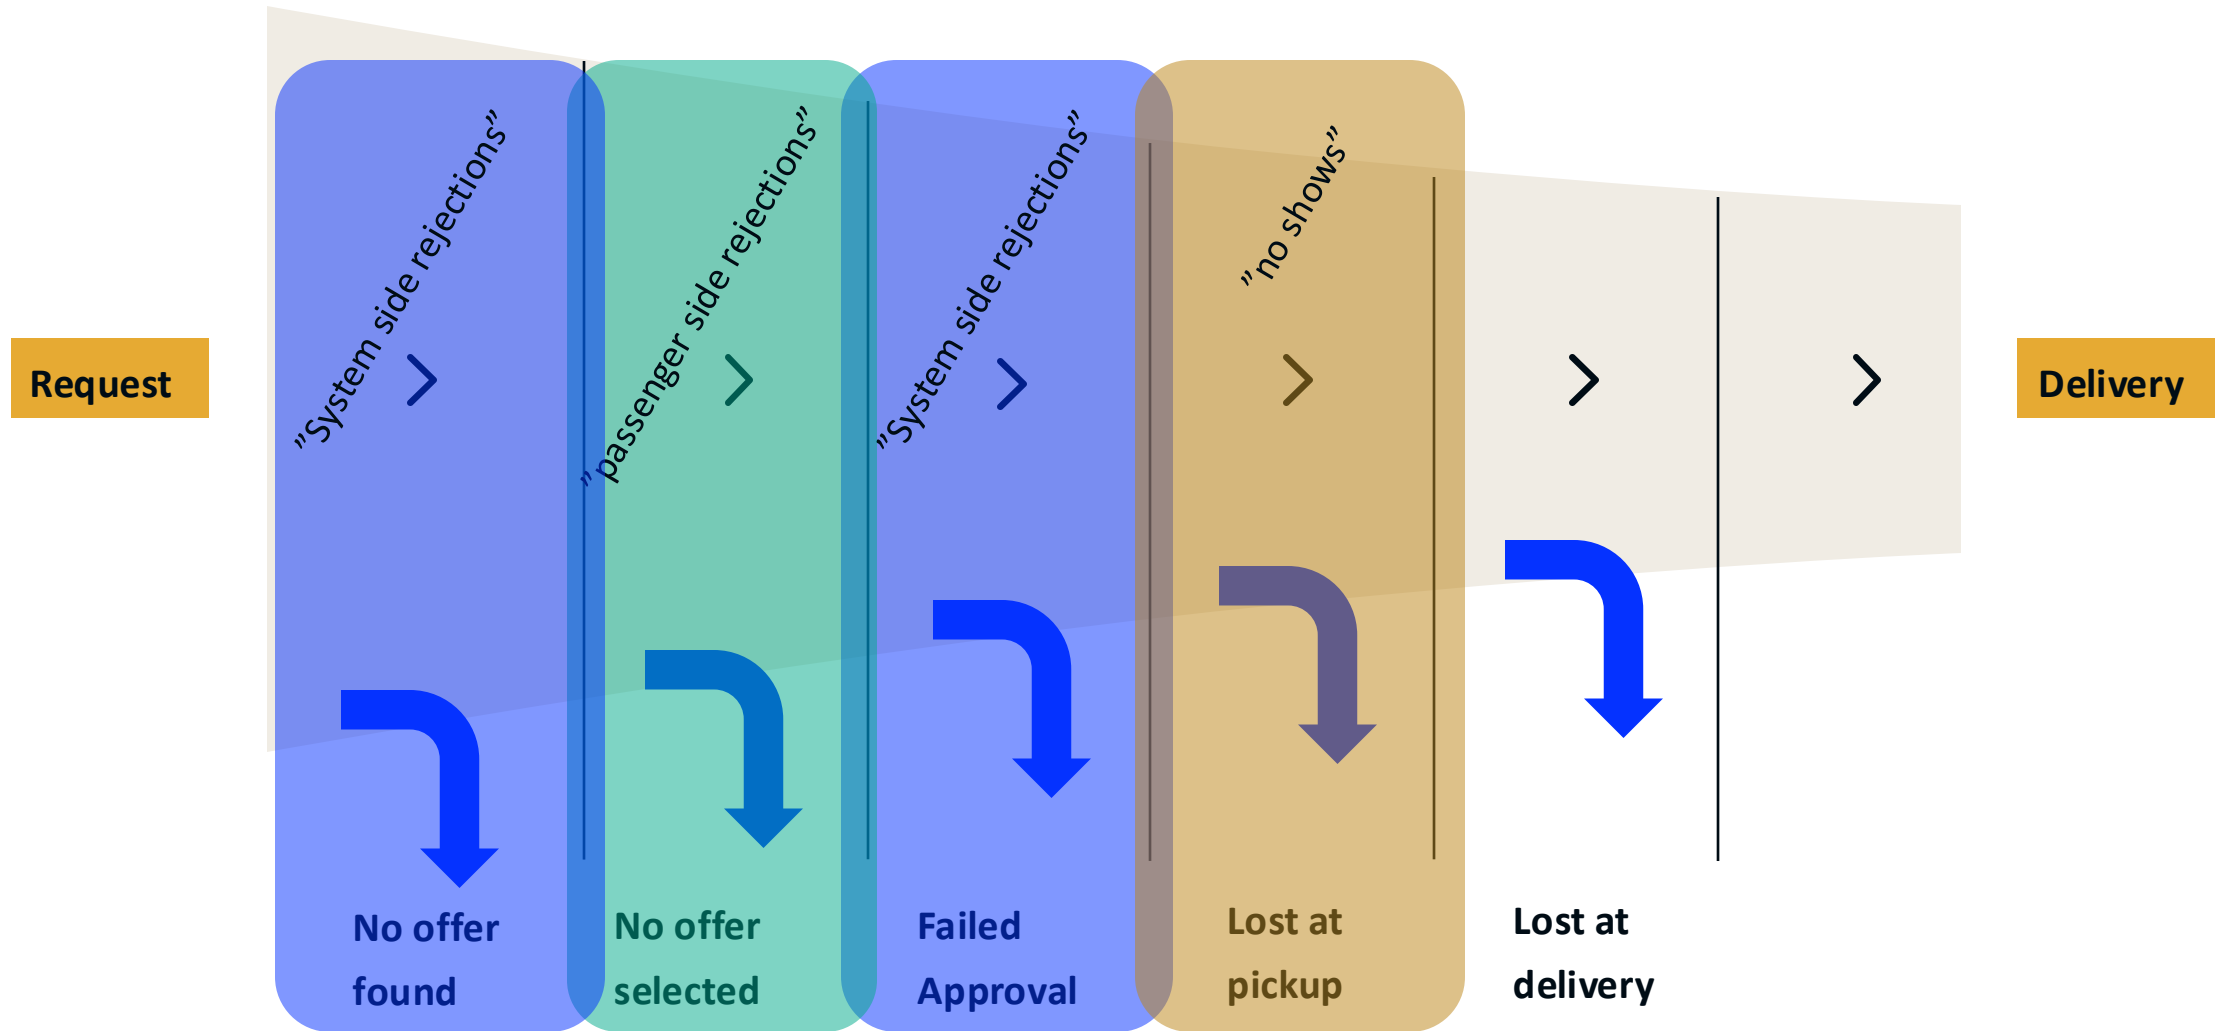 Request
”System side rejections”
”passenger side rejections”
”System side rejections”
”no shows”
Delivery
No offer
found
No offer
selected
Failed
Approval
Lost at
pickup
Lost at
delivery